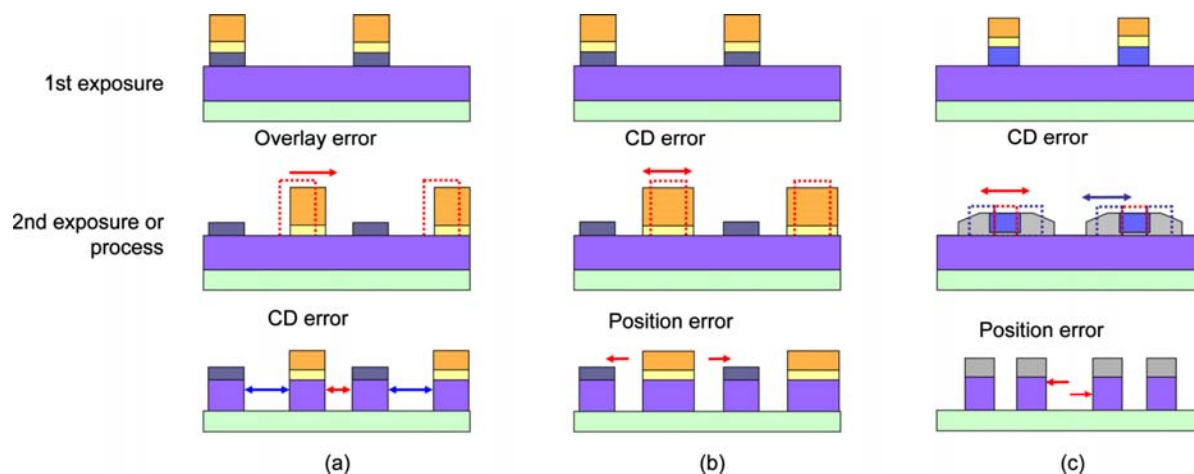 1st exposure
Overlay error
CD error
CD error
2nd exposure or
process
CD error
Position error
Position error
(a)
(b)
(c)